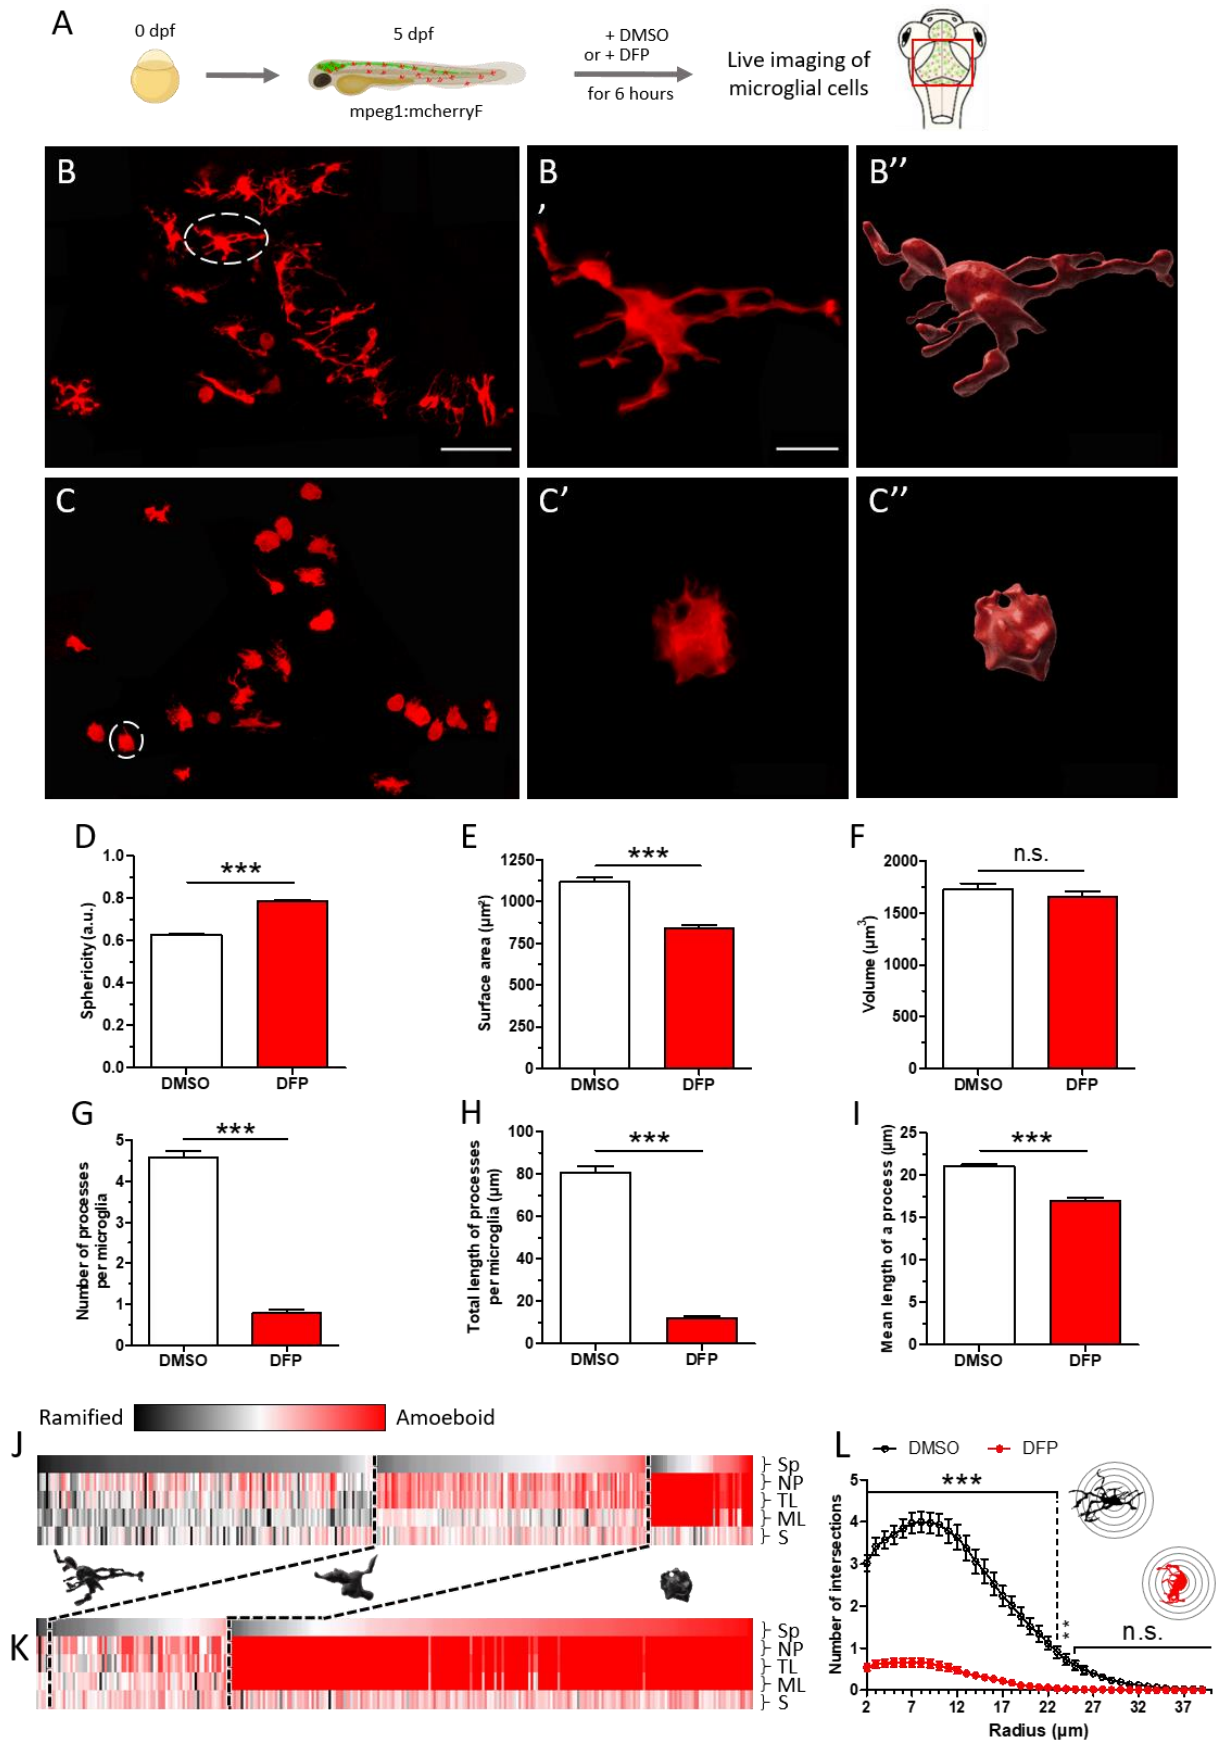 A
0 dpf
5 dpf
mpeg1:mcherryF
+ DMSO
or + DFP
for 6 hours
Live imaging of
microglial cells
B
B
’
B’’
C
C’
C’’
D
Sphericity (a.u.)
1.0
0.8
0.6
0.4
0.2
0.0
***
DMSO
DFP
E
Surface area (µm²)
1250
1000
750
500
250
0
***
DMSO
DFP
F
Volume (µm³)
2000
1500
1000
500
0
n.s.
DMSO
DFP
G
Number of processes
per microglia
5
4
3
2
1
0
***
DMSO
DFP
H
Total length of processes
per microglia (µm)
100
80
60
40
20
0
***
DMSO
DFP
I
Mean length of a process (µm)
25
20
15
10
5
0
***
DMSO
DFP
Ramified
Amoeboid
J
Sp
NP
TL
ML
S
K
Sp
NP
TL
ML
S
L
DMSO
DFP
Number of intersections
5
4
3
2
1
0
***
**
n.s.
2 7 12 17 22 27 32 37
Radius (µm)